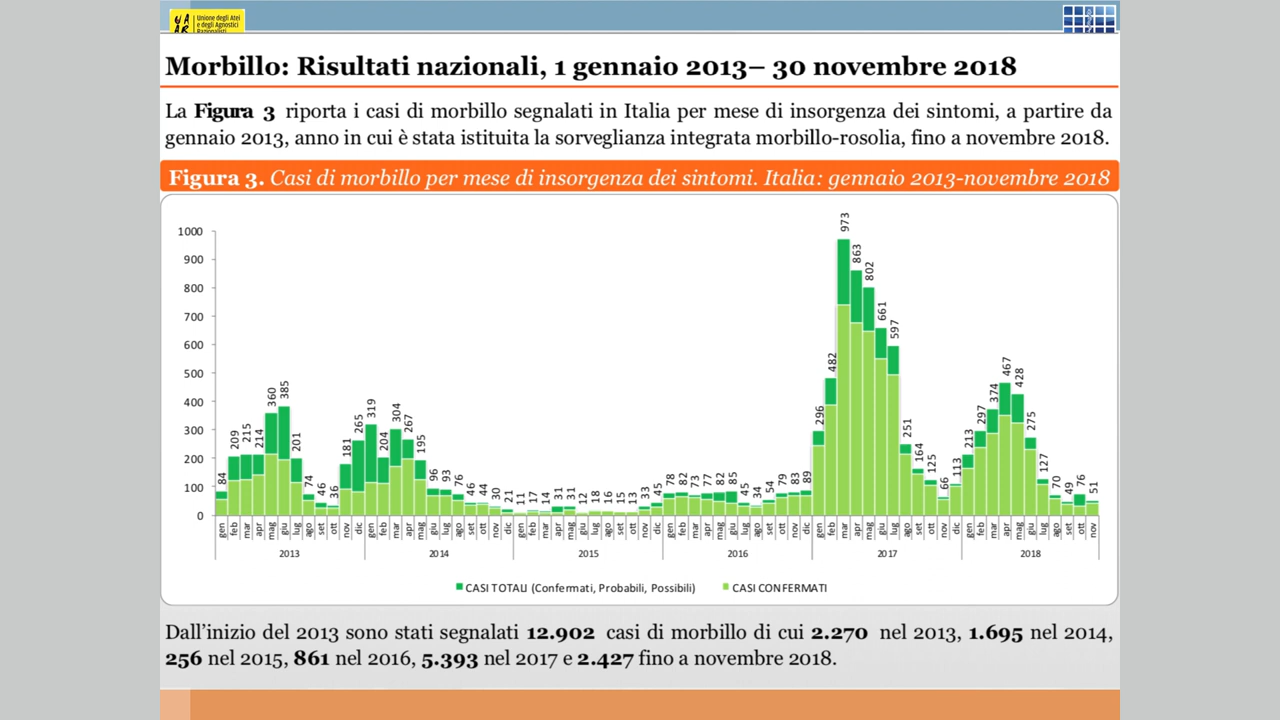 Unione degli Atei
e degli Agnostici
Razionalisti
Morbillo: Risultati nazionali, 1 gennaio 2013– 30 novembre 2018
La Figura 3 riporta i casi di morbillo segnalati in Italia per mese di insorgenza dei sintomi, a partire da
gennaio 2013, anno in cui è stata istituita la sorveglianza integrata morbillo-rosolia, fino a novembre 2018.
Figura 3. Casi di morbillo per mese di insorgenza dei sintomi. Italia: gennaio 2013-novembre 2018
1000
900
800
700
600
500
400
300
200
100
0
84 209 215 214 360 385 201 74 46 36 181 265 319 204 304 267 195 96 93 76 46 44 30 21 11 17 14 31 31 12 18 16 15 13 33 45 78 82 73 77 82 85 45 34 54 79 83 89 296 482 973 863 802 661 597 251 164 125 66 113 213 297 374 467 428 275 127 70 49 76 51
gen feb mar apr mag giu lug ago set ott nov dic gen feb mar apr mag giu lug ago set ott nov dic gen feb mar apr mag giu lug ago set ott nov dic gen feb mar apr mag giu lug ago set ott nov dic gen feb mar apr mag giu lug ago set ott nov dic gen feb mar apr mag giu lug ago set ott nov
2013 2014 2015 2016 2017 2018
CASI TOTALI (Confermati, Probabili, Possibili) CASI CONFERMATI
Dall'inizio del 2013 sono stati segnalati 12.902 casi di morbillo di cui 2.270 nel 2013, 1.695 nel 2014,
256 nel 2015, 861 nel 2016, 5.393 nel 2017 e 2.427 fino a novembre 2018.